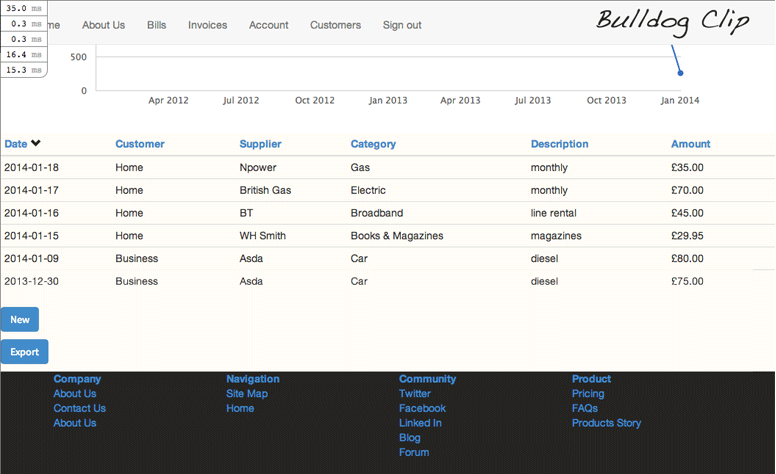 35.0 ms
0.3 ms
0.3 ms
16.4 ms
15.3 ms
me About Us Bills Invoices Account Customers Sign out
Bulldog Clip
500
0
Apr 2012 Jul 2012 Oct 2012 Jan 2013 Apr 2013 Jul 2013 Oct 2013 Jan 2014
Date Customer Supplier Category Description Amount
2014-01-18 Home Npower Gas monthly £35.00
2014-01-17 Home British Gas Electric monthly £70.00
2014-01-16 Home BT Broadband line rental £45.00
2014-01-15 Home WH Smith Books & Magazines magazines £29.95
2014-01-09 Business Asda Car diesel £80.00
2013-12-30 Business Asda Car diesel £75.00
New
Export
Company Navigation Community Product
About Us Site Map Twitter Pricing
Contact Us Home Facebook FAQs
About Us Linked In Products Story
Blog
Forum